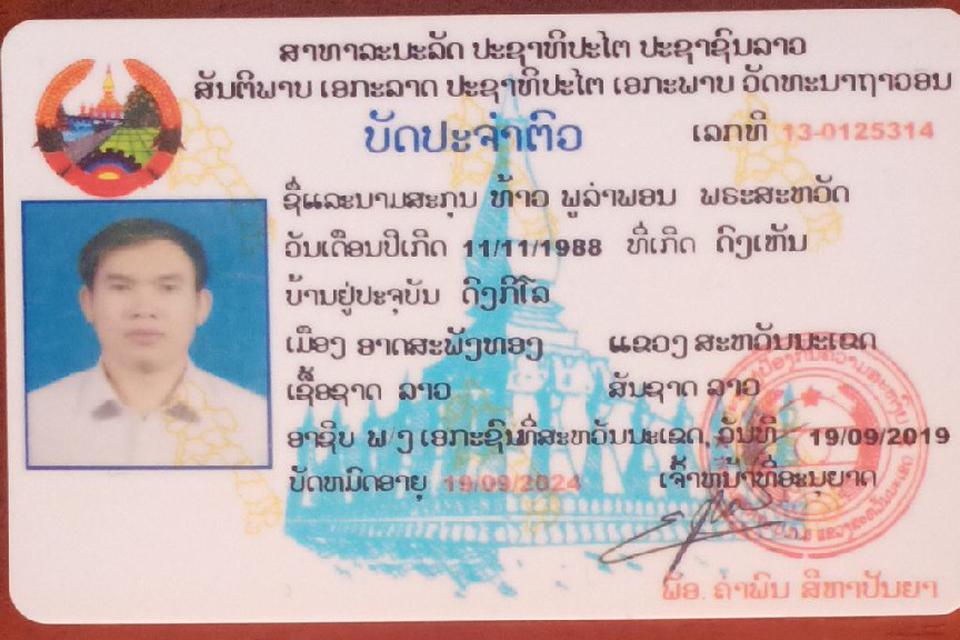 ສາທາລະນະລັດ ປະຊາທິປະໄຕ ປະຊາຊົນລາວ
ສັນຕິພາບ ເອກະລາດ ປະຊາທິປະໄຕ ເອກະພາບ ວັດທະນາຖາວອນ
ບັດປະຈຳຕົວ
ເລກທີ 13-0125314
ຊື່ແລະນາມສະກຸນ ທ້າວ ພູລຳພອນ ພຣະສະຫວັດ
ວັນເດືອນປີເກີດ 11/11/1988 ທີ່ເກີດ ດົງເຫັນ
ບ້ານຢູ່ປະຈຸບັນ ດົງກິໂລ
ເມືອງ ອາດສະພັງທອງ ແຂວງ ສະຫວັນນະເຂດ
ເຊື້ອຊາດ ລາວ ສັນຊາດ ລາວ
ອາຊີບ ພ/ງ ເອກະຊົນທີ່ສະຫວັນນະເຂດ, ວັນທີ 19/09/2019
ບັດຫມົດອາຍຸ 19/09/2024 ເຈົ້າຫນ້າທີ່ອະນຸຍາດ
ພອ. ຄຳພົນ ສີຫາປັນຍາ